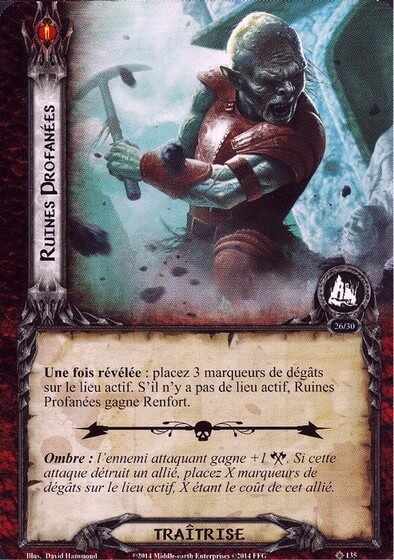 RUINES PROFANÉES
26/30
Une fois révélée : placez 3 marqueurs de dégâts
sur le lieu actif. S'il n'y a pas de lieu actif, Ruines
Profanées gagne Renfort.
Ombre : l'ennemi attaquant gagne +1 . Si cette
attaque détruit un allié, placez X marqueurs de
dégâts sur le lieu actif, X étant le coût de cet allié.
TRAÎTRISE
Illus. David Hammond ©2014 Middle-earth Enterprises ©2014 FFG 135